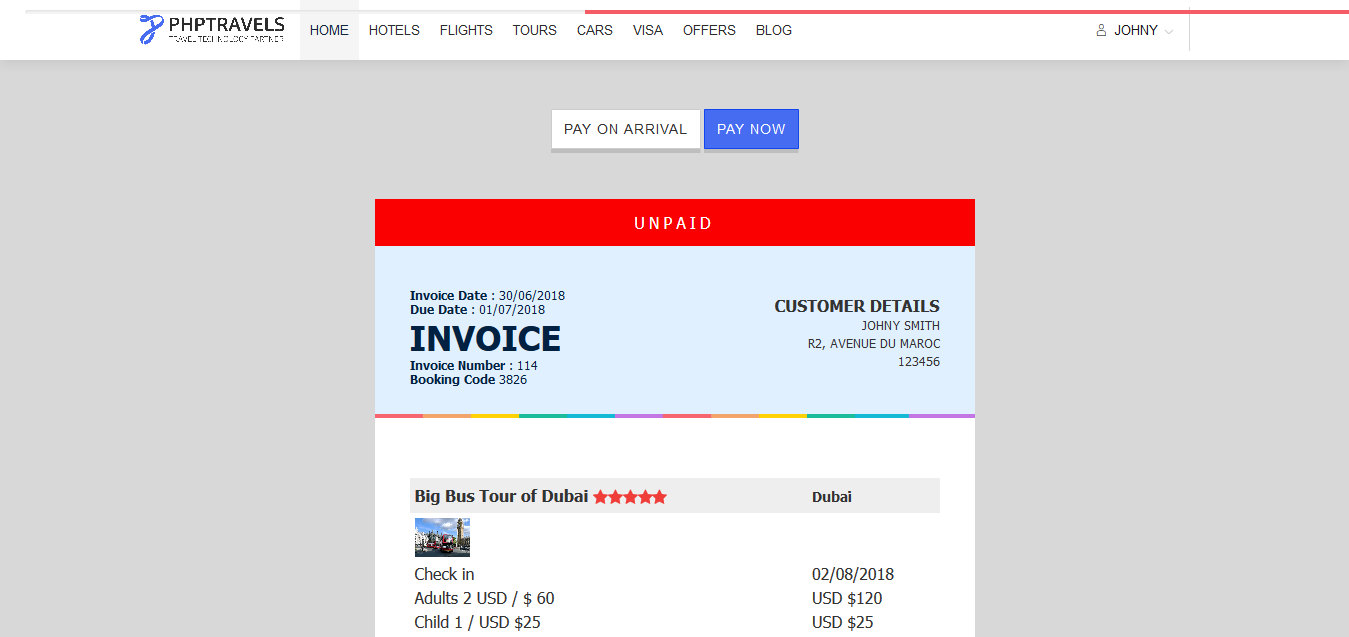 PHPTRAVELS
TRAVEL TECHNOLOGY PARTNER
HOME HOTELS FLIGHTS TOURS CARS VISA OFFERS BLOG JOHNY
PAY ON ARRIVAL PAY NOW
UNPAID
Invoice Date : 30/06/2018
Due Date : 01/07/2018
INVOICE
Invoice Number : 114
Booking Code 3826
CUSTOMER DETAILS
JOHNY SMITH
R2, AVENUE DU MAROC
123456
Big Bus Tour of Dubai Dubai
Check in 02/08/2018
Adults 2 USD / $ 60 USD $120
Child 1 / USD $25 USD $25